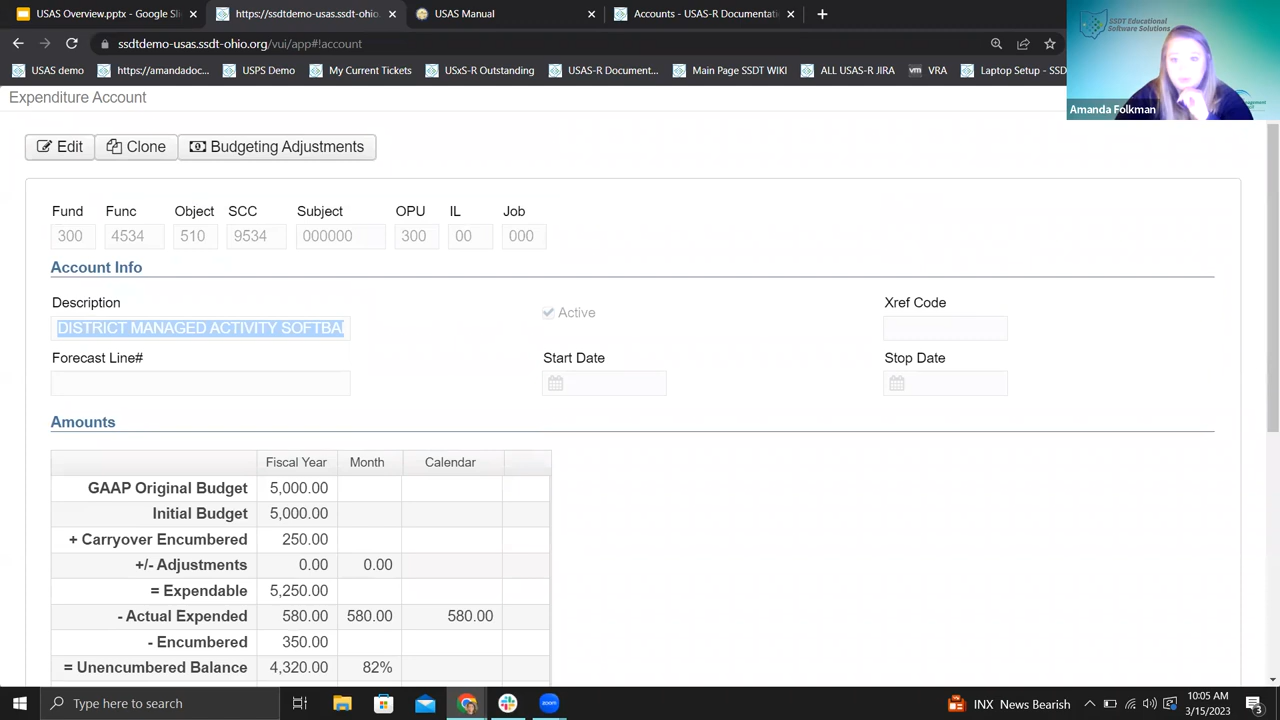 USAS Overview.pptx - Google Sli
https://ssdtdemo-usas.ssdt-ohio.
USAS Manual
Accounts - USAS-R Documentati
ssdtdemo-usas.ssdt-ohio.org/vui/app#!account
USAS demo
https://amandadoc...
USPS Demo
My Current Tickets
USxS Outstanding
USAS-R Document...
Main Page SSDT WIKI
ALL USAS-R JIRA
VRA
Laptop Setup - SSD
SSDT Educational
Software Solutions
Amanda Folkman
Expenditure Account
Edit
Clone
Budgeting Adjustments
Fund Func Object SCC Subject OPU IL Job
300 4534 510 9534 000000 300 00 000
Account Info
Description
Active
Xref Code
DISTRICT MANAGED ACTIVITY SOFTBAL
Forecast Line#
Start Date
Stop Date
Amounts
Fiscal Year Month Calendar
GAAP Original Budget 5,000.00
Initial Budget 5,000.00
+ Carryover Encumbered 250.00
+/- Adjustments 0.00 0.00
= Expendable 5,250.00
- Actual Expended 580.00 580.00 580.00
- Encumbered 350.00
= Unencumbered Balance 4,320.00 82%
Type here to search
INX News Bearish
10:05 AM
3/15/2023
3
zoom